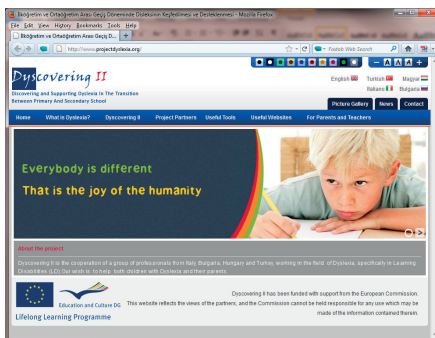 İlköğretim ve Ortaöğretim Arası Geçiş Döneminde Disleksinin Keşfedilmesi ve Desteklenmesi - Mozilla Firefox
File Edit View History Bookmarks Tools Help
İlköğretim ve Ortaöğretim Arası Geçiş D...
http://www.projectdyslexia.org/
Fastob Web Search
A A A +
Dyscovering II
Discovering and Supporting Dyslexia in The Transition
Between Primary And Secondary School
English Turkish Magyar
Italiano Bulgaria
Picture Gallery News Contact
Home What is Dyslexia? Dyscovering II Project Partners Useful Tools Useful Websites For Parents and Teachers
Everybody is different
That is the joy of the humanity
About the project
Dyscovering II is the cooperation of a group of professionals from Italy, Bulgaria, Hungary and Turkey, working in the field of Dyslexia, specifically in Learning
Disabilities (LD).Our wish is to help both children with Dyslexia and their parents.
Education and Culture DG
Lifelong Learning Programme
Dyscovering II has been funded with support from the European Commission.
This website reflects the views of the partners, and the Commission cannot be held responsible for any use which may be
made of the information contained therein.